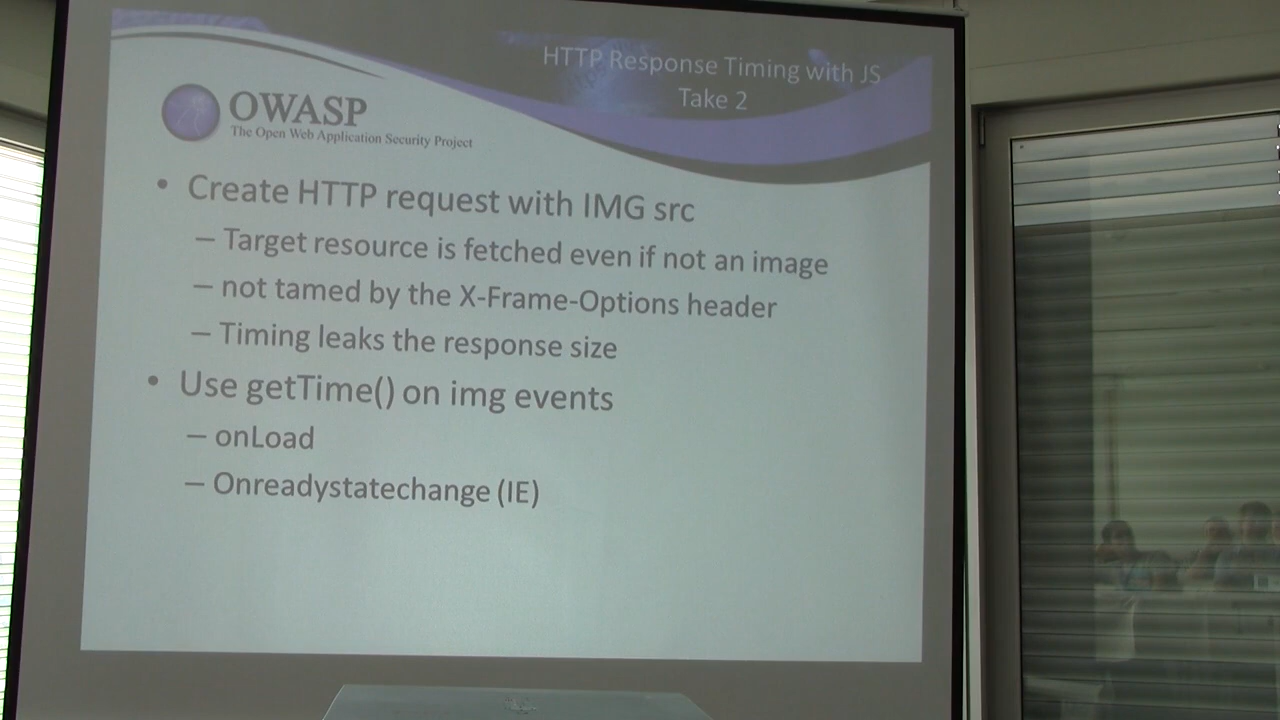 HTTP Response Timing with JS
Take 2
OWASP
The Open Web Application Security Project
• Create HTTP request with IMG src
– Target resource is fetched even if not an image
– not tamed by the X-Frame-Options header
– Timing leaks the response size
• Use getTime() on img events
– onLoad
– Onreadystatechange (IE)